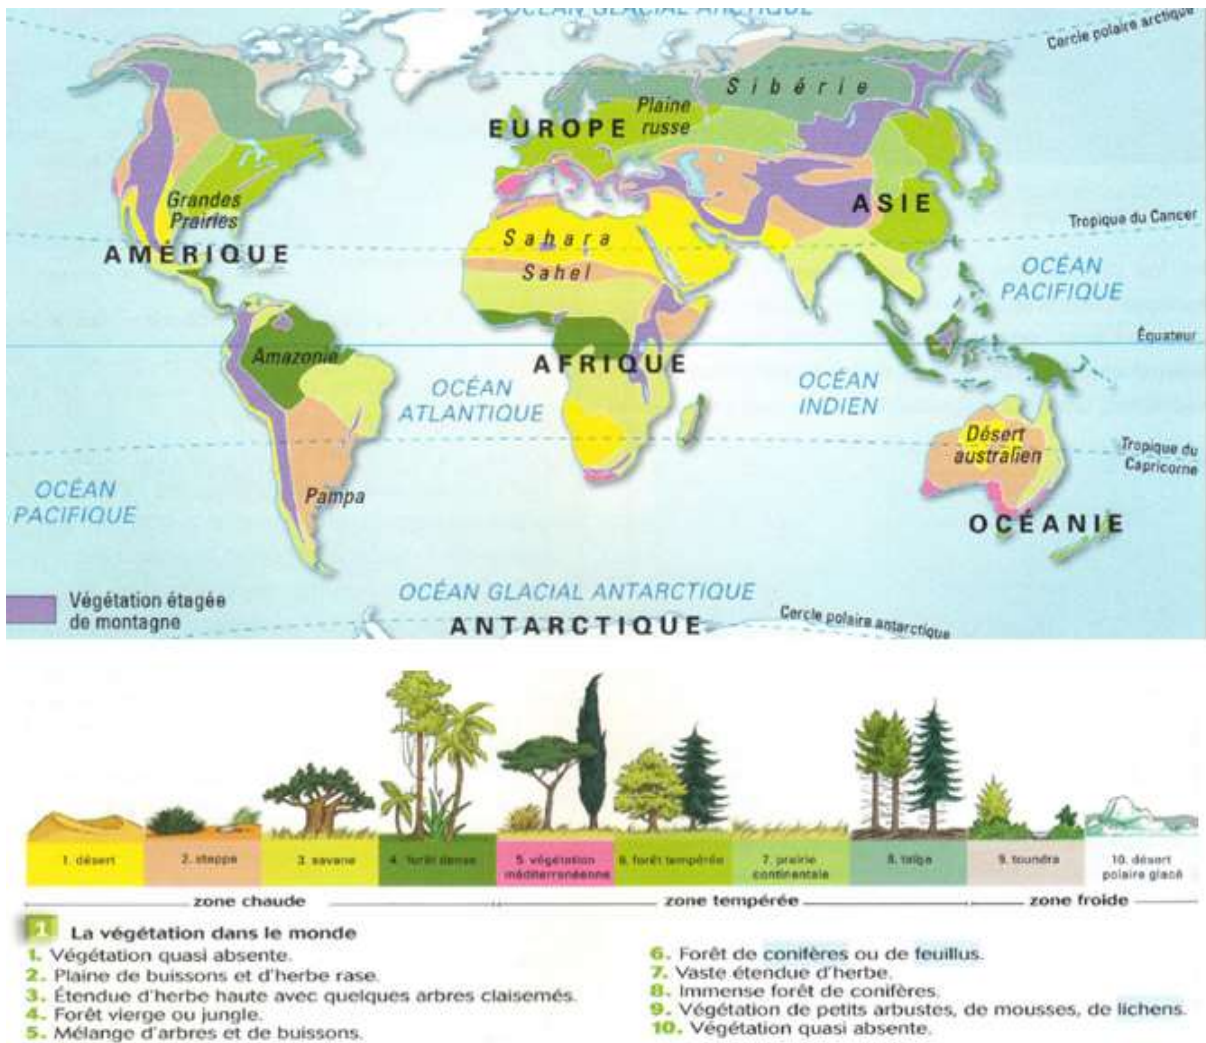 OCÉAN GLACIAL ARCTIQUE
Cercle polaire arctique
Sibérie
Plaine
russe
EUROPE
Grandes
Prairies
ASIE
AMÉRIQUE
Sahara
Tropique du Cancer
Sahel
OCÉAN
PACIFIQUE
Équateur
Amazonie
AFRIQUE
OCÉAN
ATLANTIQUE
OCÉAN
INDIEN
Désert
australien
Tropique du
Capricorne
OCÉAN
PACIFIQUE
Pampa
OCÉANIE
OCÉAN GLACIAL ANTARCTIQUE
Végétation étagée
de montagne
ANTARCTIQUE
Cercle polaire antarctique
1. désert
2. steppe
3. savane
4. forêt dense
5. végétation
méditerranéenne
6. forêt tempérée
7. prairie
continentale
8. taïga
9. toundra
10. désert
polaire glacé
zone chaude
zone tempérée
zone froide
1 La végétation dans le monde
1. Végétation quasi absente.
2. Plaine de buissons et d'herbe rase.
3. Étendue d'herbe haute avec quelques arbres claisemés.
4. Forêt vierge ou jungle.
5. Mélange d'arbres et de buissons.
6. Forêt de conifères ou de feuillus.
7. Vaste étendue d'herbe.
8. Immense forêt de conifères.
9. Végétation de petits arbustes, de mousses, de lichens.
10. Végétation quasi absente.